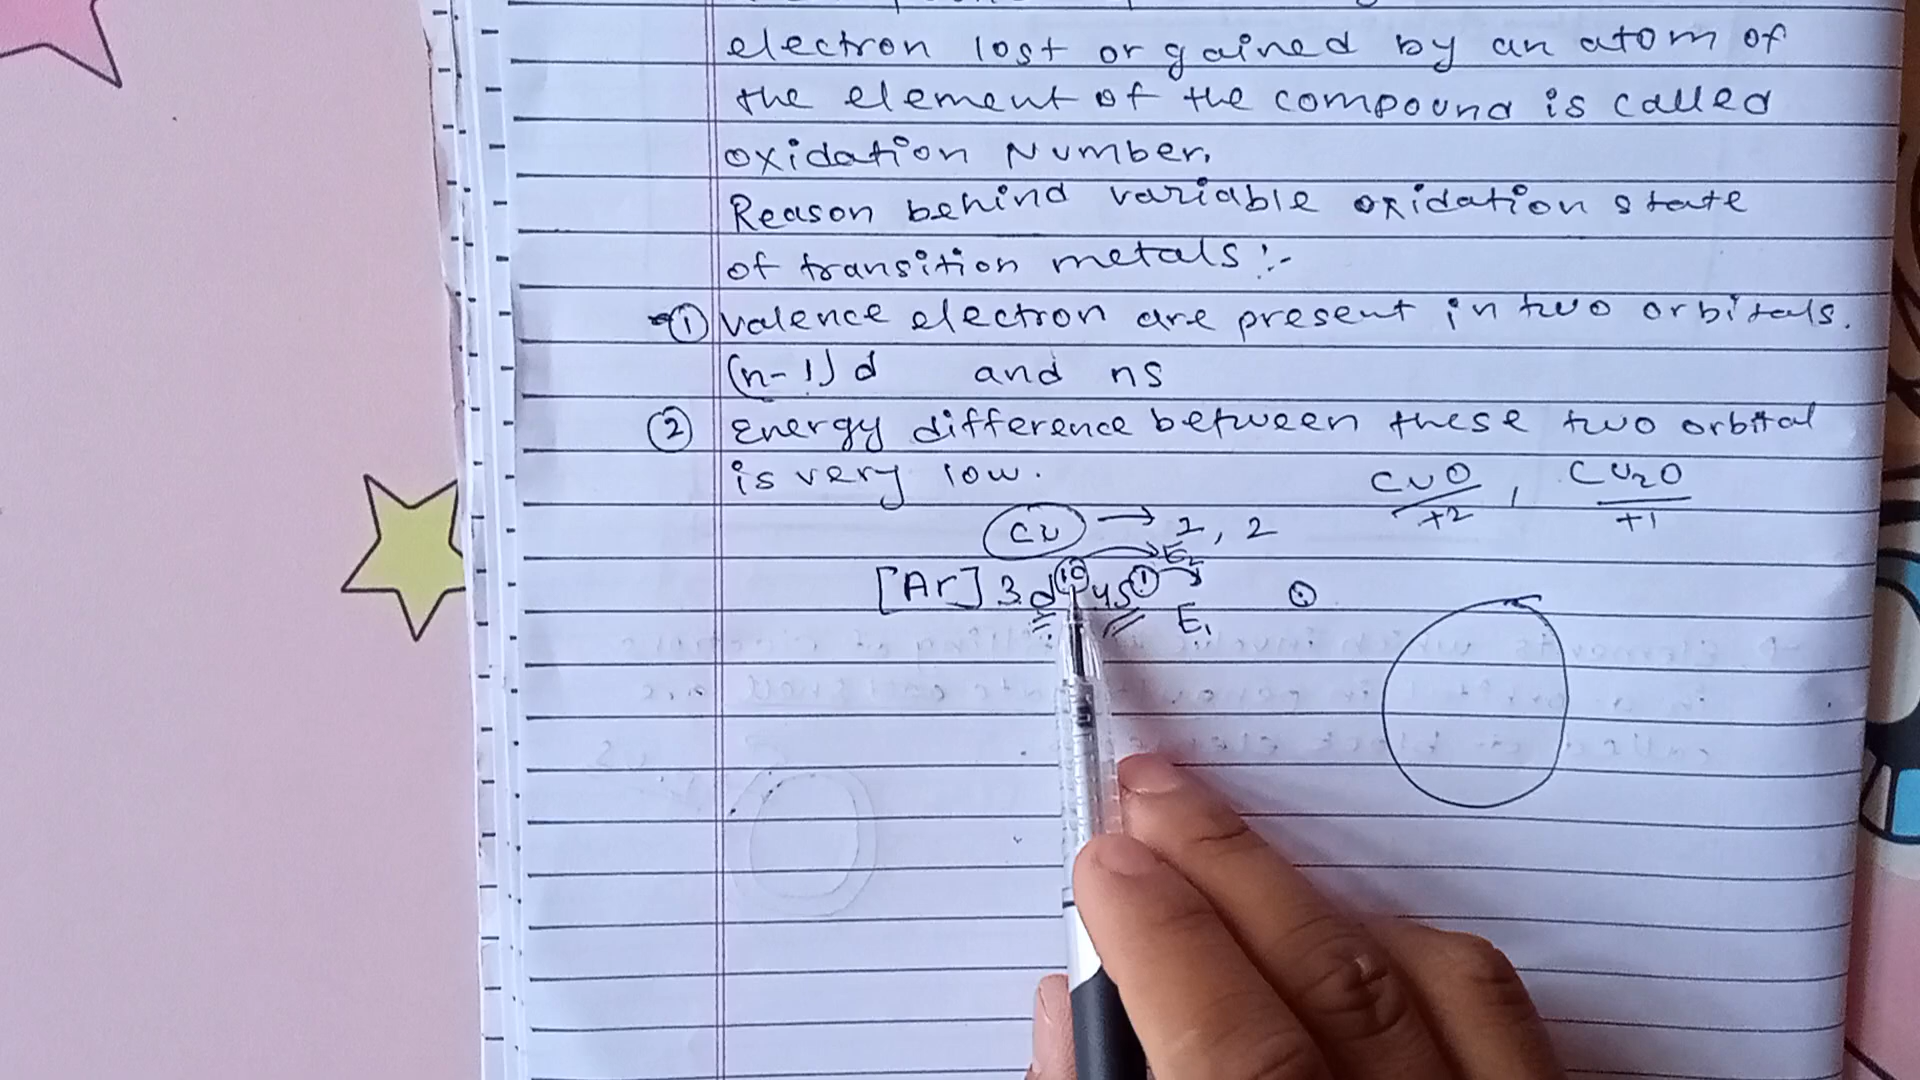 electron lost or gained by an atom of
the element of the compound is called
oxidation Number.
Reason behind variable oxidation state
of transition metals:-
① valence electron are present in two orbitals.
(n-1) d and ns
② Energy difference between these two orbital
is very low.
CuO , Cu2O
+2 +1
Cu → 1, 2
E2
[Ar] 3d10 4s1
E1